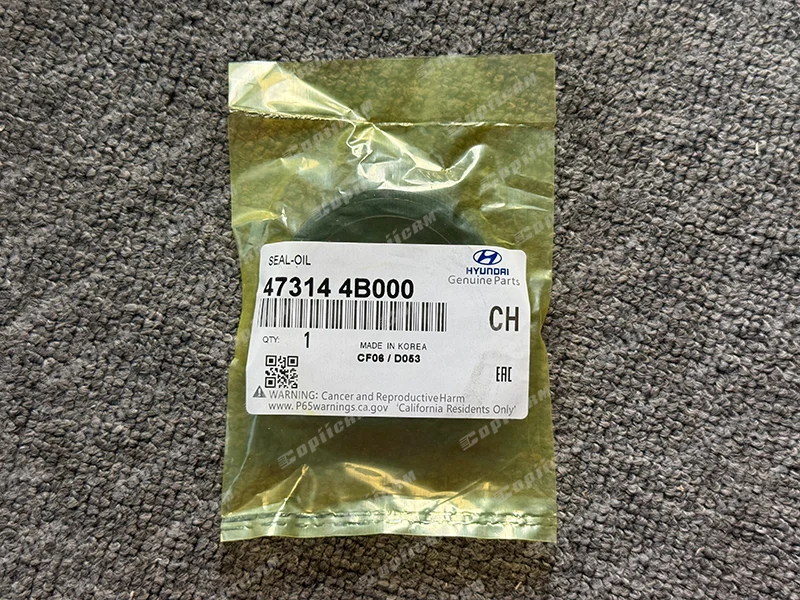 SEAL-OIL
HYUNDAI
Genuine Parts
47314 4B000
CH
QTY: 1
MADE IN KOREA
CF06 / D053
EAC
WARNING: Cancer and Reproductive Harm
www. P65warnings.ca.gov 'California Residents Only'
Copiicam